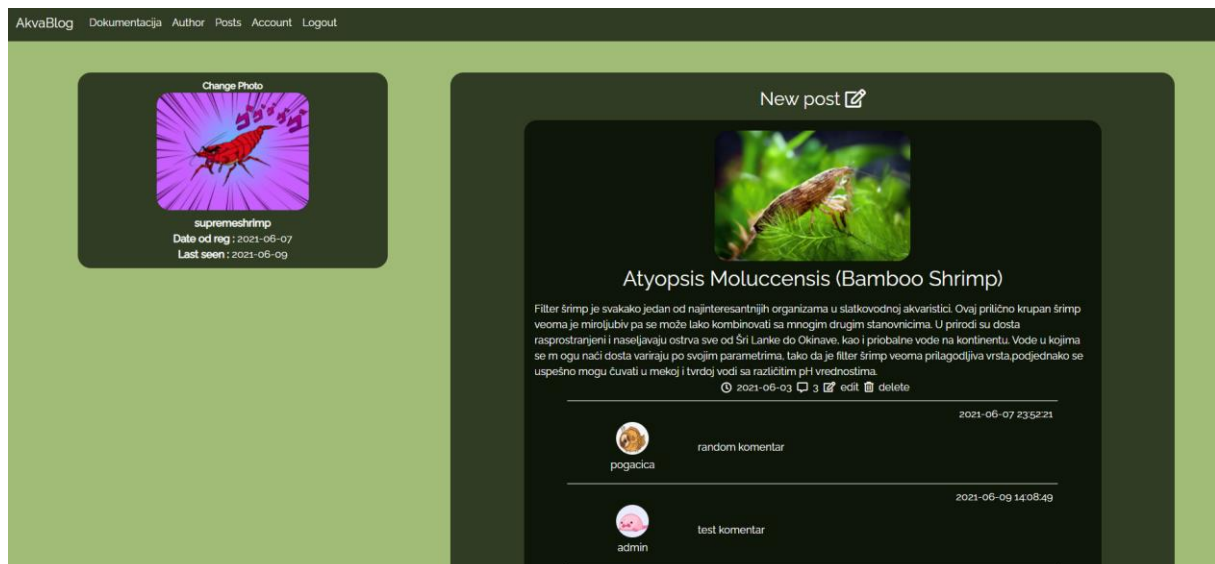 AkvaBlog Dokumentacija Author Posts Account Logout
Change Photo
ゴゴゴゴ
supremeshrimp
Date od reg : 2021-06-07
Last seen : 2021-06-09
New post
Atyopsis Moluccensis (Bamboo Shrimp)
Filter šrimp je svakako jedan od najinteresantnijih organizama u slatkovodnoj akvaristici. Ovaj prilično krupan šrimp
veoma je miroljubiv pa se može lako kombinovati sa mnogim drugim stanovnicima. U prirodi su dosta
rasprostranjeni i naseljavaju ostrva sve od Šri Lanke do Okinave, kao i priobalne vode na kontinentu. Vode u kojima
se m ogu naći dosta variraju po svojim parametrima, tako da je filter šrimp veoma prilagodljiva vrsta,podjednako se
uspešno mogu čuvati u mekoj i tvrdoj vodi sa različitim pH vrednostima.
2021-06-03 3 edit delete
2021-06-07 23:52:21
random komentar
pogacica
2021-06-09 14:08:49
test komentar
admin